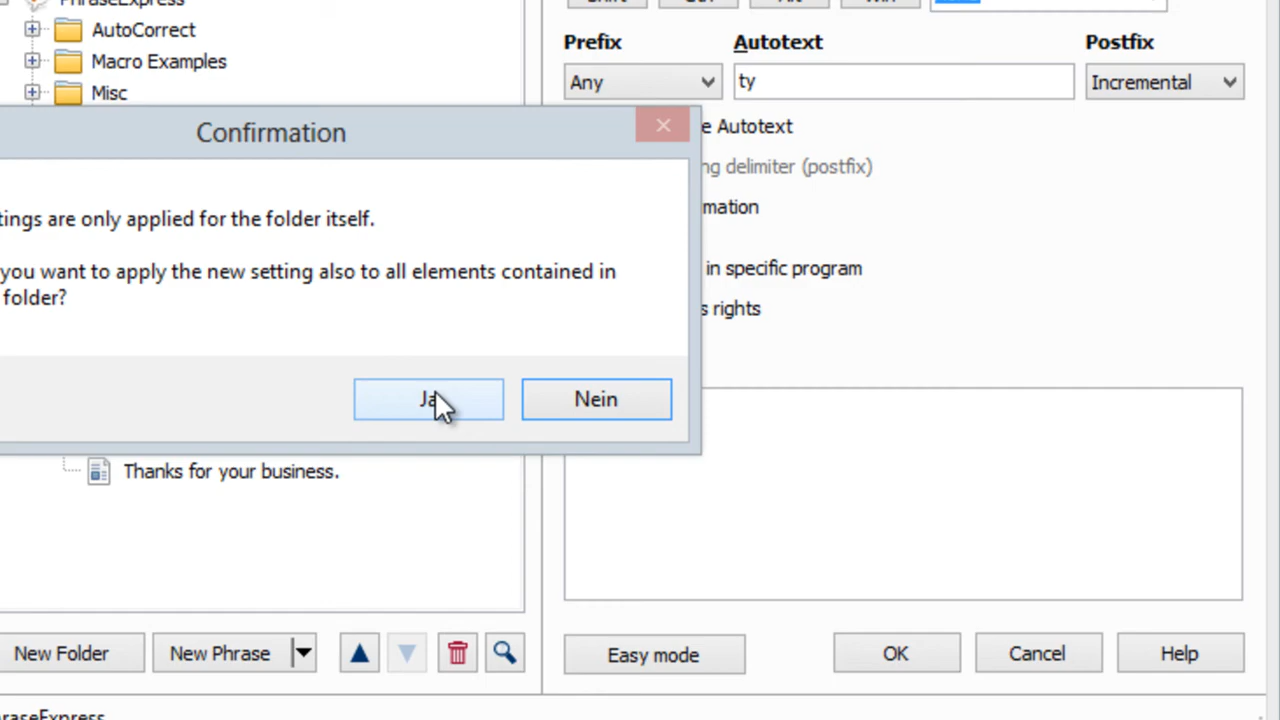 PhraseExpress
AutoCorrect
Macro Examples
Misc
Prefix Autotext Postfix
Any ty Incremental
Confirmation
e Autotext
ng delimiter (postfix)
mation
in specific program
s rights
tings are only applied for the folder itself.
you want to apply the new setting also to all elements contained in
folder?
Ja Nein
Thanks for your business.
New Folder New Phrase Easy mode OK Cancel Help
raseExpress